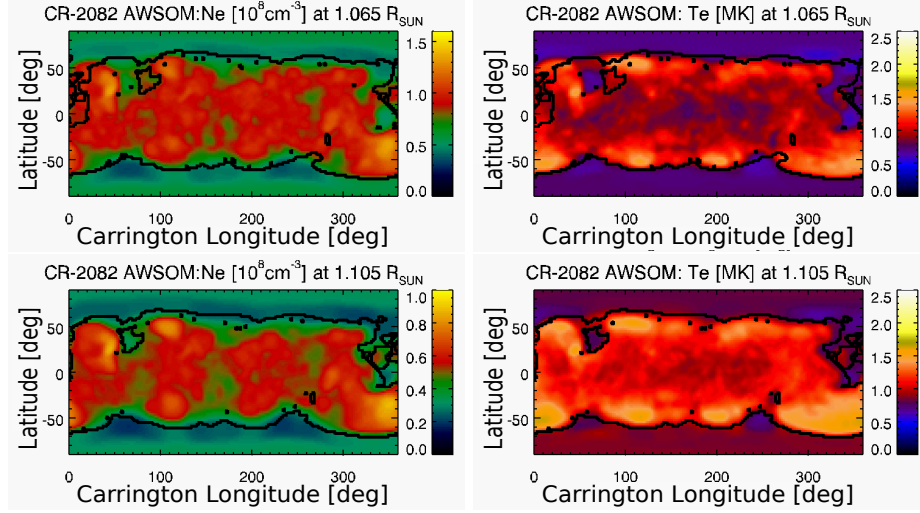 CR-2082 AWSOM:Ne [10⁸cm⁻³] at 1.065 R_SUN
Latitude [deg]
50
0
-50
0 100 200 300
Carrington Longitude [deg]
1.5
1.0
0.5
0.0
CR-2082 AWSOM: Te [MK] at 1.065 R_SUN
Latitude [deg]
50
0
-50
0 100 200 300
Carrington Longitude [deg]
2.5
2.0
1.5
1.0
0.5
0.0
CR-2082 AWSOM:Ne [10⁸cm⁻³] at 1.105 R_SUN
Latitude [deg]
50
0
-50
0 100 200 300
Carrington Longitude [deg]
1.0
0.8
0.6
0.4
0.2
0.0
CR-2082 AWSOM: Te [MK] at 1.105 R_SUN
Latitude [deg]
50
0
-50
0 100 200 300
Carrington Longitude [deg]
2.5
2.0
1.5
1.0
0.5
0.0